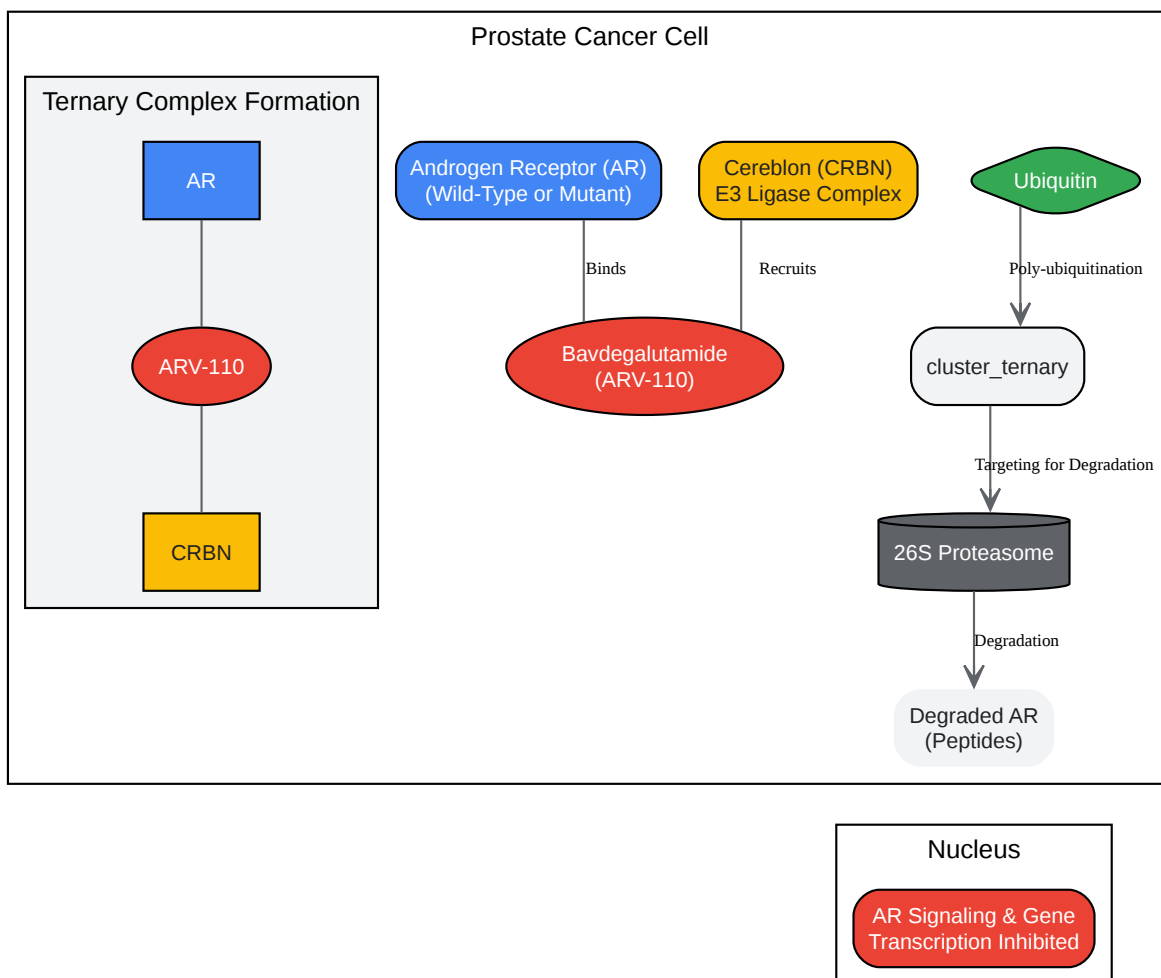 Prostate Cancer Cell
Ternary Complex Formation
AR
ARV-110
CRBN
Androgen Receptor (AR)
(Wild-Type or Mutant)
Cereblon (CRBN)
E3 Ligase Complex
Binds
Recruits
Bavdegalutamide
(ARV-110)
Ubiquitin
Poly-ubiquitination
cluster_ternary
Targeting for Degradation
26S Proteasome
Degradation
Degraded AR
(Peptides)
Nucleus
AR Signaling & Gene
Transcription Inhibited